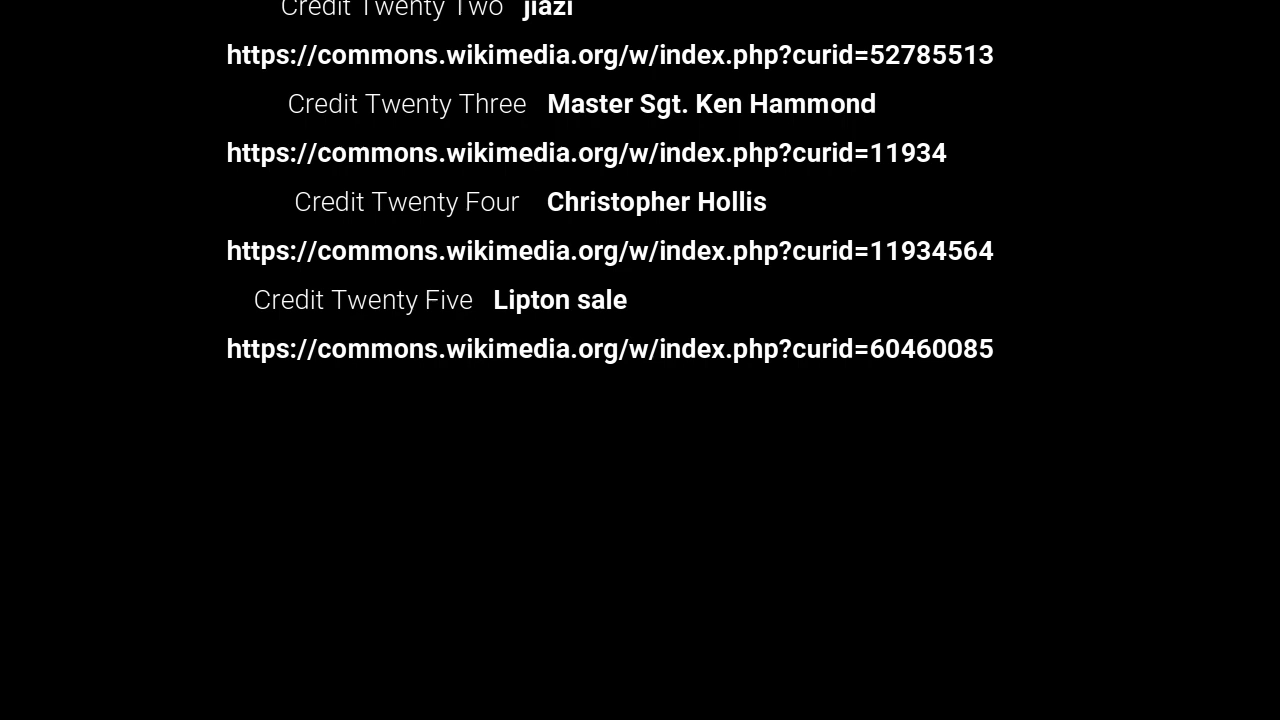 Credit Twenty Two jiazi
https://commons.wikimedia.org/w/index.php?curid=52785513
Credit Twenty Three Master Sgt. Ken Hammond
https://commons.wikimedia.org/w/index.php?curid=11934
Credit Twenty Four Christopher Hollis
https://commons.wikimedia.org/w/index.php?curid=11934564
Credit Twenty Five Lipton sale
https://commons.wikimedia.org/w/index.php?curid=60460085